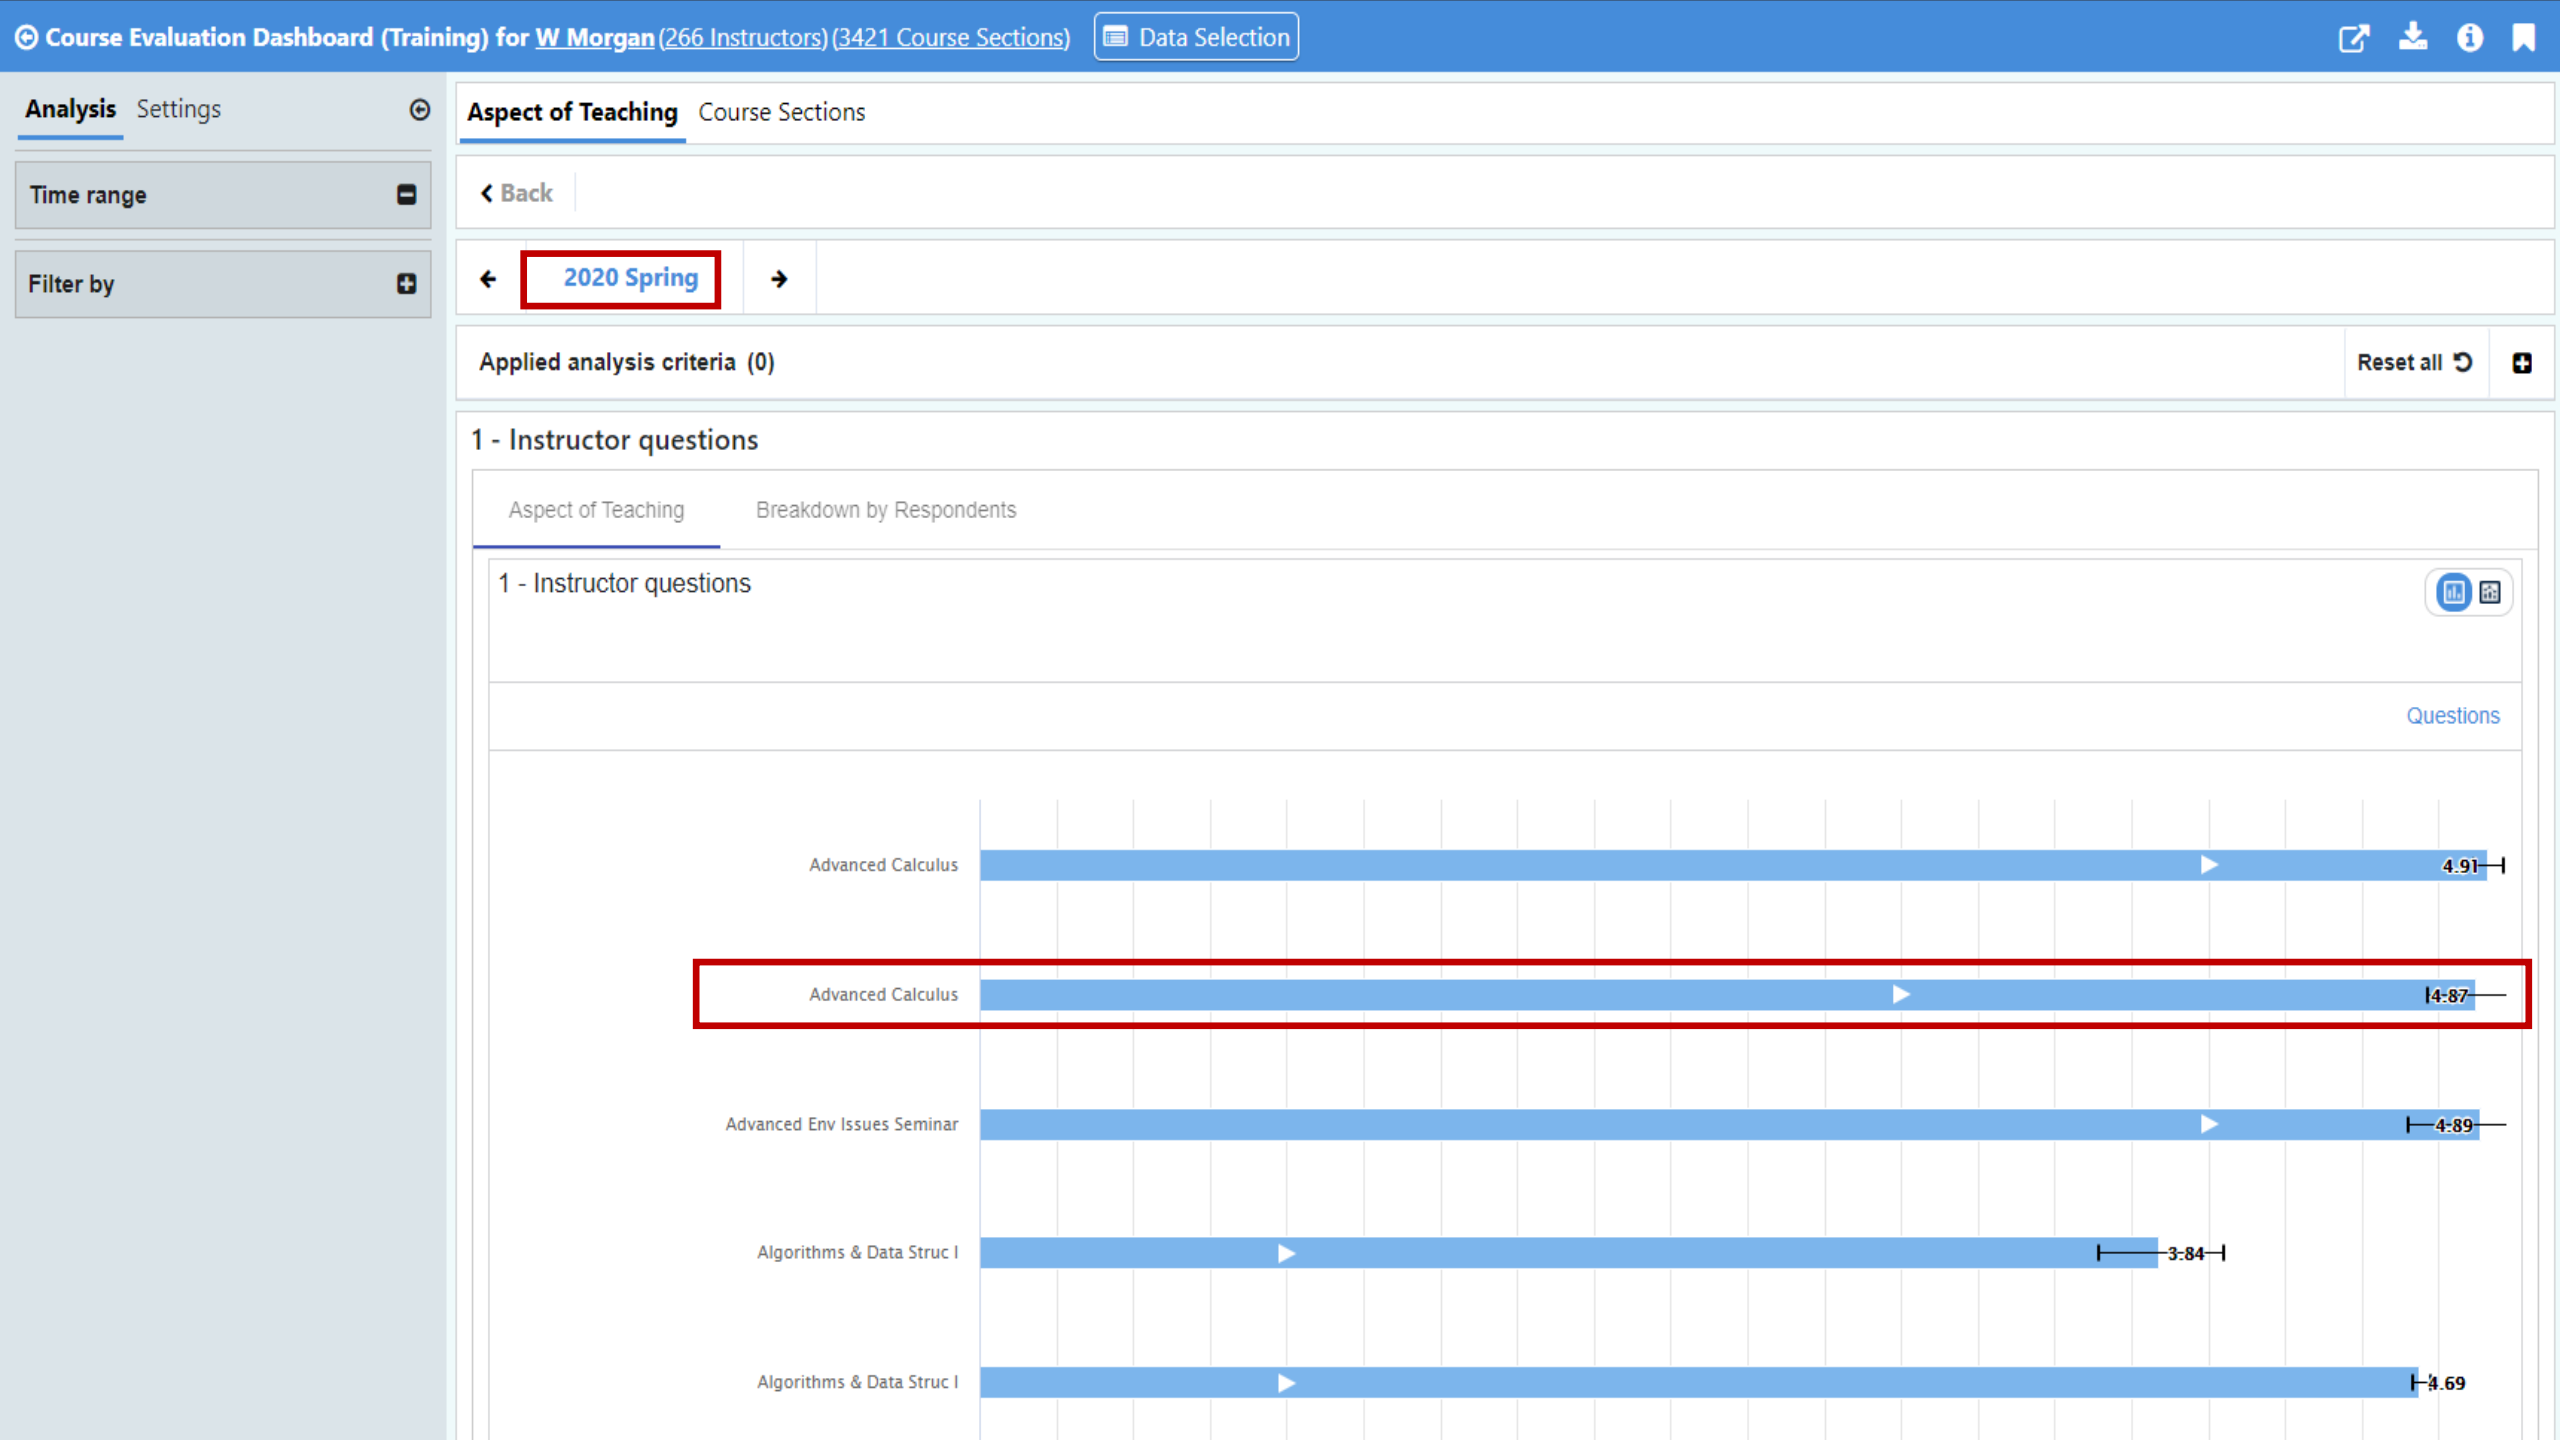 Course Evaluation Dashboard (Training) for W Morgan (266 Instructors) (3421 Course Sections) Data Selection
Analysis Settings
Time range
Filter by
Aspect of Teaching Course Sections
Back
2020 Spring
Applied analysis criteria (0) Reset all
1 - Instructor questions
Aspect of Teaching Breakdown by Respondents
1 - Instructor questions
Questions
Advanced Calculus 4.91
Advanced Calculus 4.87
Advanced Env Issues Seminar 4.89
Algorithms & Data Struc I 3.84
Algorithms & Data Struc I 4.69